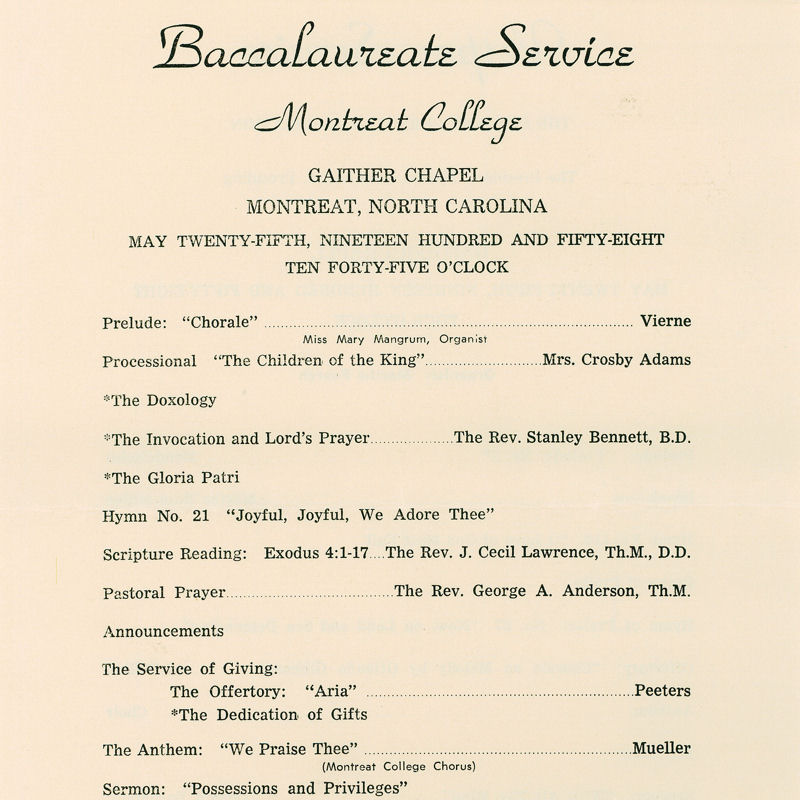 Baccalaureate Service
Montreat College
GAITHER CHAPEL
MONTREAT, NORTH CAROLINA
MAY TWENTY-FIFTH, NINETEEN HUNDRED AND FIFTY-EIGHT
TEN FORTY-FIVE O'CLOCK
Prelude: “Chorale” ........................ Vierne
Miss Mary Mangrum, Organist
Processional “The Children of the King”........................Mrs. Crosby Adams
*The Doxology
*The Invocation and Lord's Prayer................The Rev. Stanley Bennett, B.D.
*The Gloria Patri
Hymn No. 21 “Joyful, Joyful, We Adore Thee”
Scripture Reading: Exodus 4:1-17....The Rev. J. Cecil Lawrence, Th.M., D.D.
Pastoral Prayer................................The Rev. George A. Anderson, Th.M.
Announcements
The Service of Giving:
The Offertory: “Aria” ........................Peeters
*The Dedication of Gifts
The Anthem: “We Praise Thee” ........................Mueller
(Montreat College Chorus)
Sermon: “Possessions and Privileges”